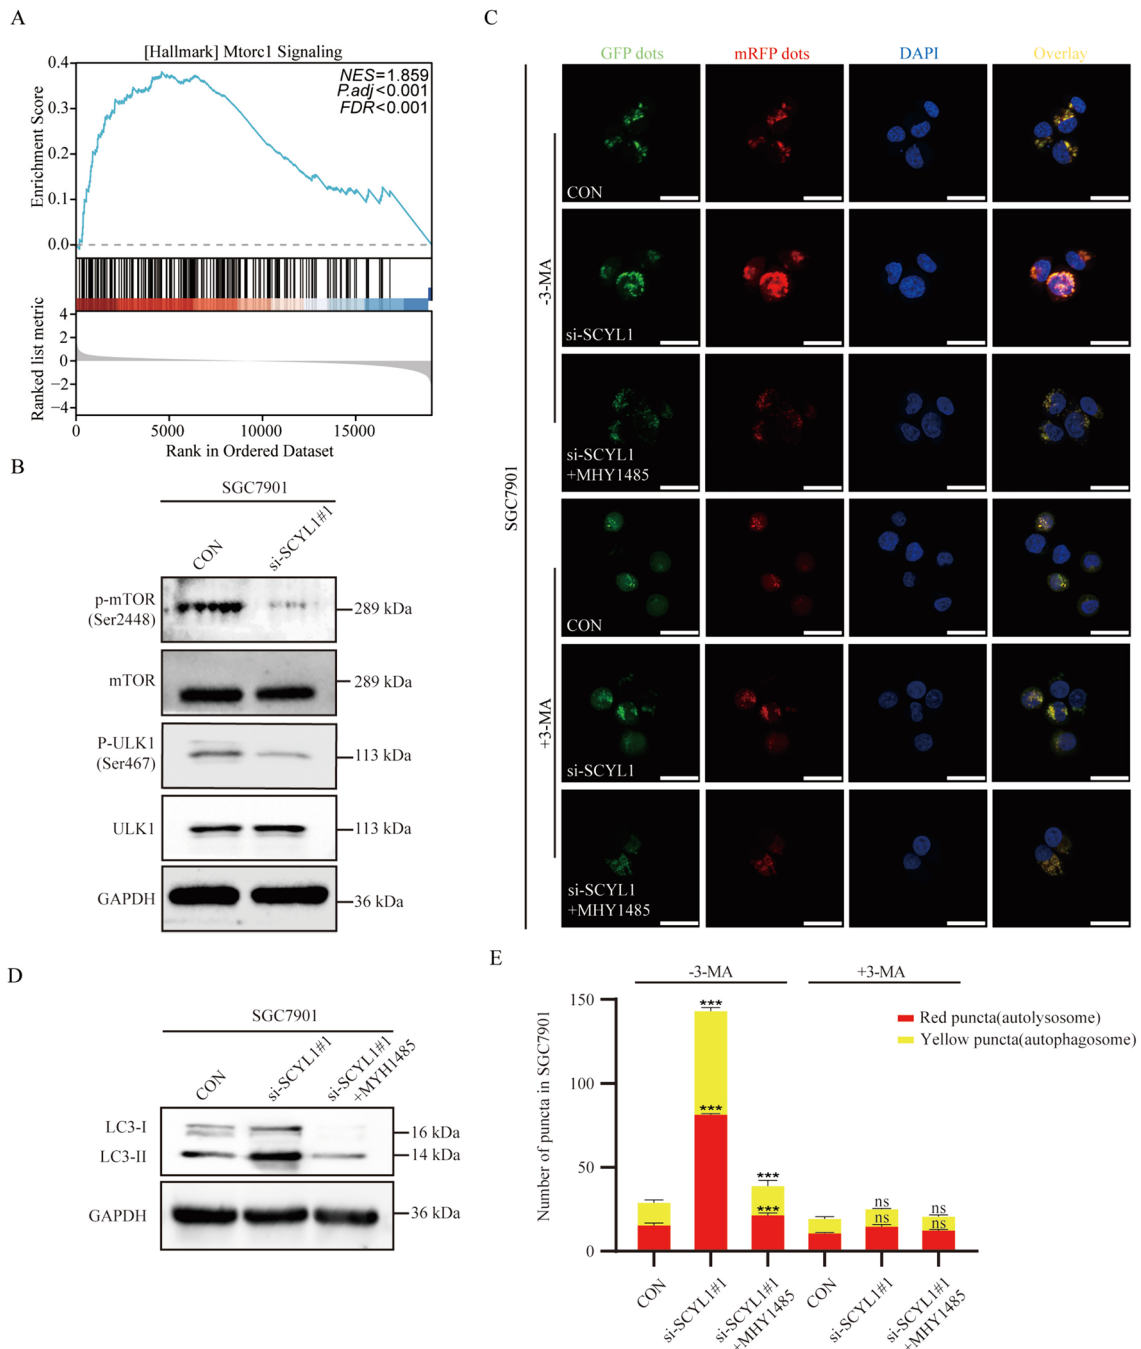 A
[Hallmark] Mtorc1 Signaling
NES=1.859
P.adj<0.001
FDR<0.001
Enrichment Score
0.4
0.3
0.2
0.1
0.0
Ranked list metric
4
2
0
−2
−4
0
5000
10000
15000
Rank in Ordered Dataset
B
SGC7901
CON
si-SCYL1#1
p-mTOR
(Ser2448)
289 kDa
mTOR
289 kDa
P-ULK1
(Ser467)
113 kDa
ULK1
113 kDa
GAPDH
36 kDa
C
GFP dots
mRFP dots
DAPI
Overlay
SGC7901
-3-MA
CON
si-SCYL1
si-SCYL1
+MHY1485
+3-MA
CON
si-SCYL1
si-SCYL1
+MHY1485
D
SGC7901
CON
si-SCYL1#1
si-SCYL1#1
+MYH1485
LC3-I
16 kDa
LC3-II
14 kDa
GAPDH
36 kDa
E
-3-MA
+3-MA
Number of puncta in SGC7901
150
100
50
0
Red puncta(autolysosome)
Yellow puncta(autophagosome)
***
***
***
***
ns
ns
ns
ns
CON
si-SCYL1#1
si-SCYL1#1
+MHY1485
CON
si-SCYL1#1
si-SCYL1#1
+MHY1485